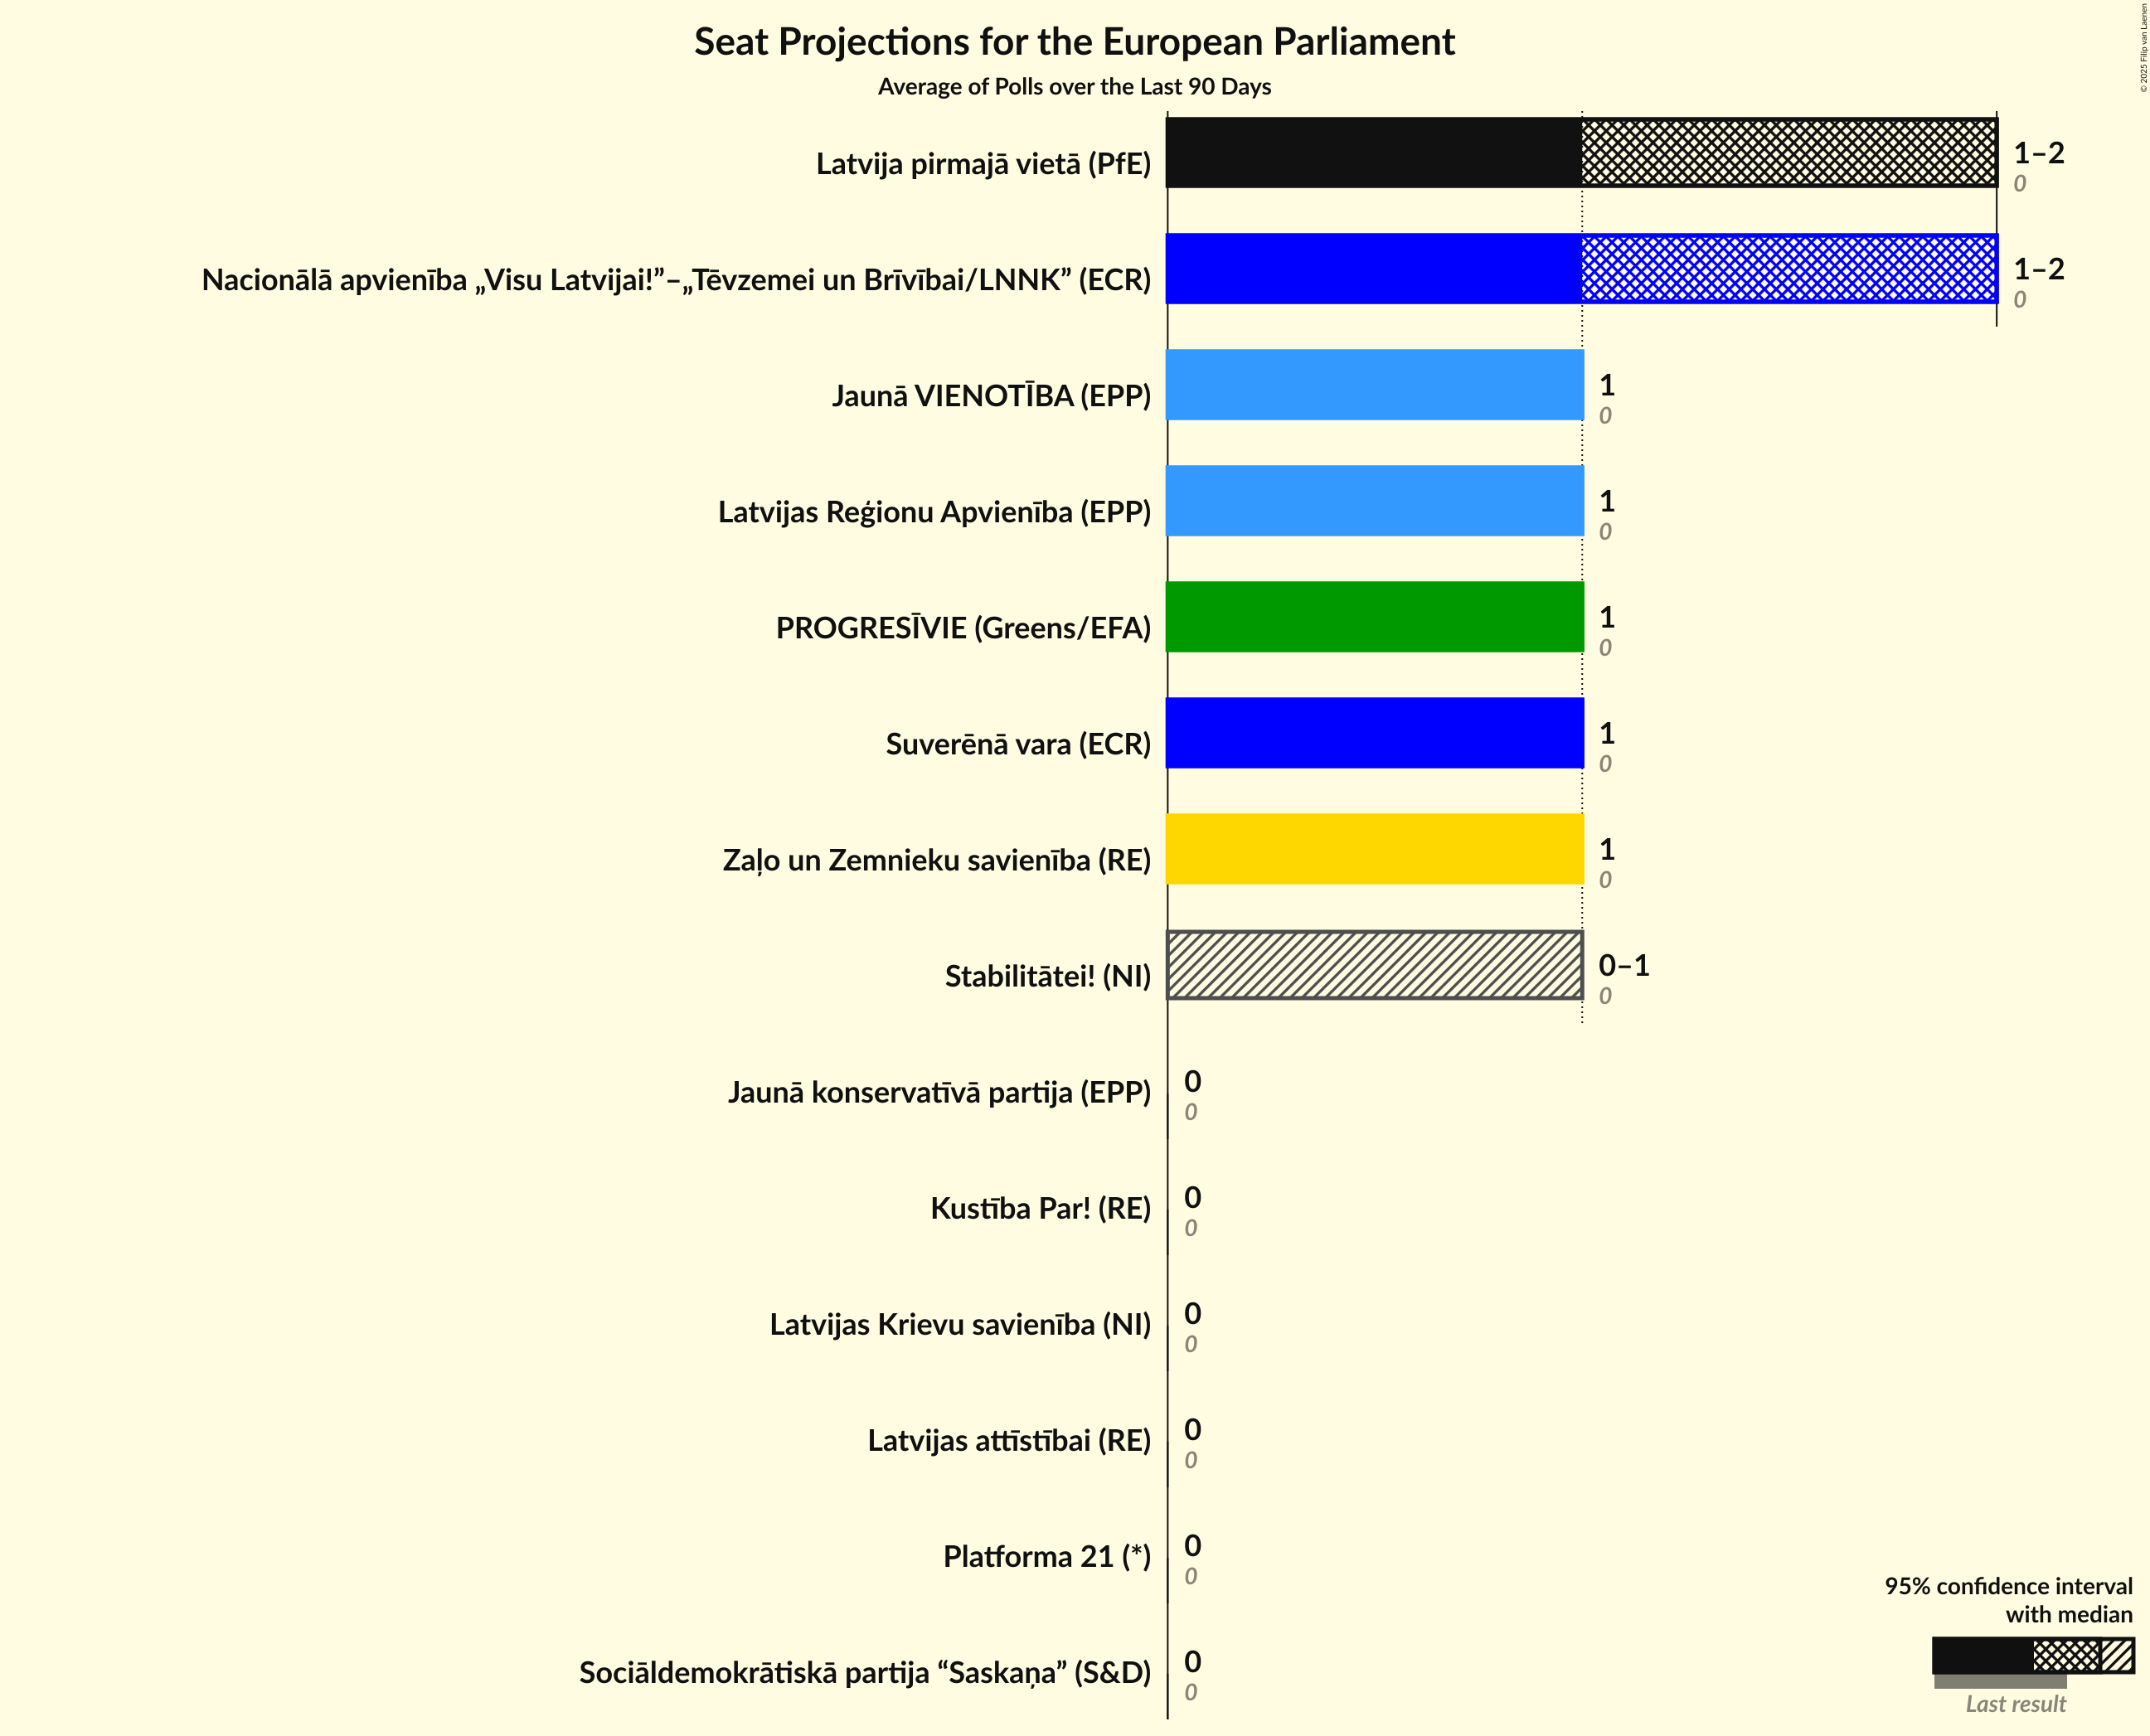 Seat Projections for the European Parliament
Average of Polls over the Last 90 Days
© 2025 Filip van Laenen
Latvija pirmajā vietā (PfE)
1–2
0
Nacionālā apvienība „Visu Latvijai!”–„Tēvzemei un Brīvībai/LNNK” (ECR)
1–2
0
Jaunā VIENOTĪBA (EPP)
1
0
Latvijas Reģionu Apvienība (EPP)
1
0
PROGRESĪVIE (Greens/EFA)
1
0
Suverēnā vara (ECR)
1
0
Zaļo un Zemnieku savienība (RE)
1
0
Stabilitātei! (NI)
0–1
0
Jaunā konservatīvā partija (EPP)
0
0
Kustība Par! (RE)
0
0
Latvijas Krievu savienība (NI)
0
0
Latvijas attīstībai (RE)
0
0
Platforma 21 (*)
0
0
Sociāldemokrātiskā partija “Saskaņa” (S&D)
0
0
95% confidence interval
with median
Last result